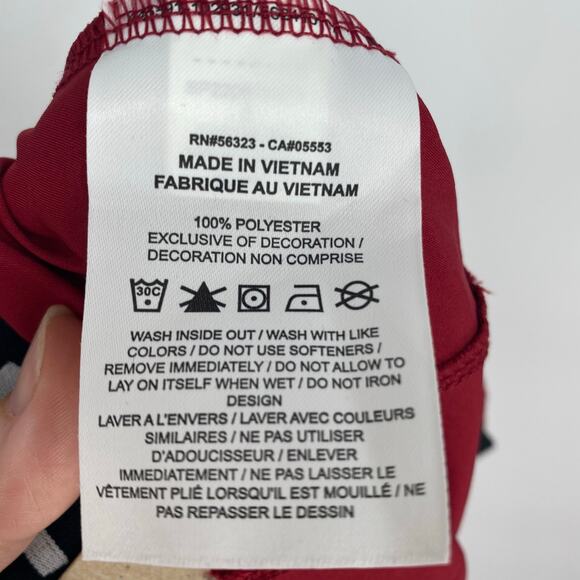 RN#56323 - CA#05553
MADE IN VIETNAM
FABRIQUE AU VIETNAM
100% POLYESTER
EXCLUSIVE OF DECORATION /
DECORATION NON COMPRISE
30C
WASH INSIDE OUT / WASH WITH LIKE
COLORS / DO NOT USE SOFTENERS /
REMOVE IMMEDIATELY / DO NOT ALLOW TO
LAY ON ITSELF WHEN WET / DO NOT IRON
DESIGN
LAVER A L'ENVERS / LAVER AVEC COULEURS
SIMILAIRES / NE PAS UTILISER
D'ADOUCISSEUR / ENLEVER
IMMEDIATEMENT / NE PAS LAISSER LE
VÊTEMENT PLIÉ LORSQU'IL EST MOUILLÉ / NE
PAS REPASSER LE DESSIN